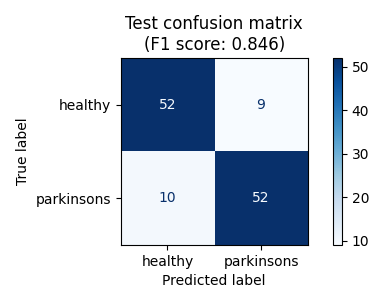 Test confusion matrix
(F1 score: 0.846)
True label
healthy
52
9
parkinsons
10
52
healthy
parkinsons
Predicted label
50
40
30
20
10